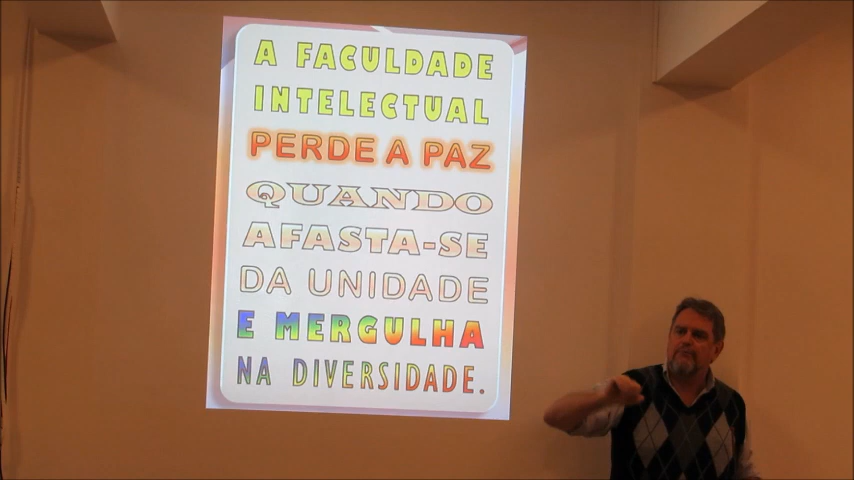 A FACULDADE
INTELECTUAL
PERDE A PAZ
QUANDO
AFASTA-SE
DA UNIDADE
E MERGULHA
NA DIVERSIDADE.